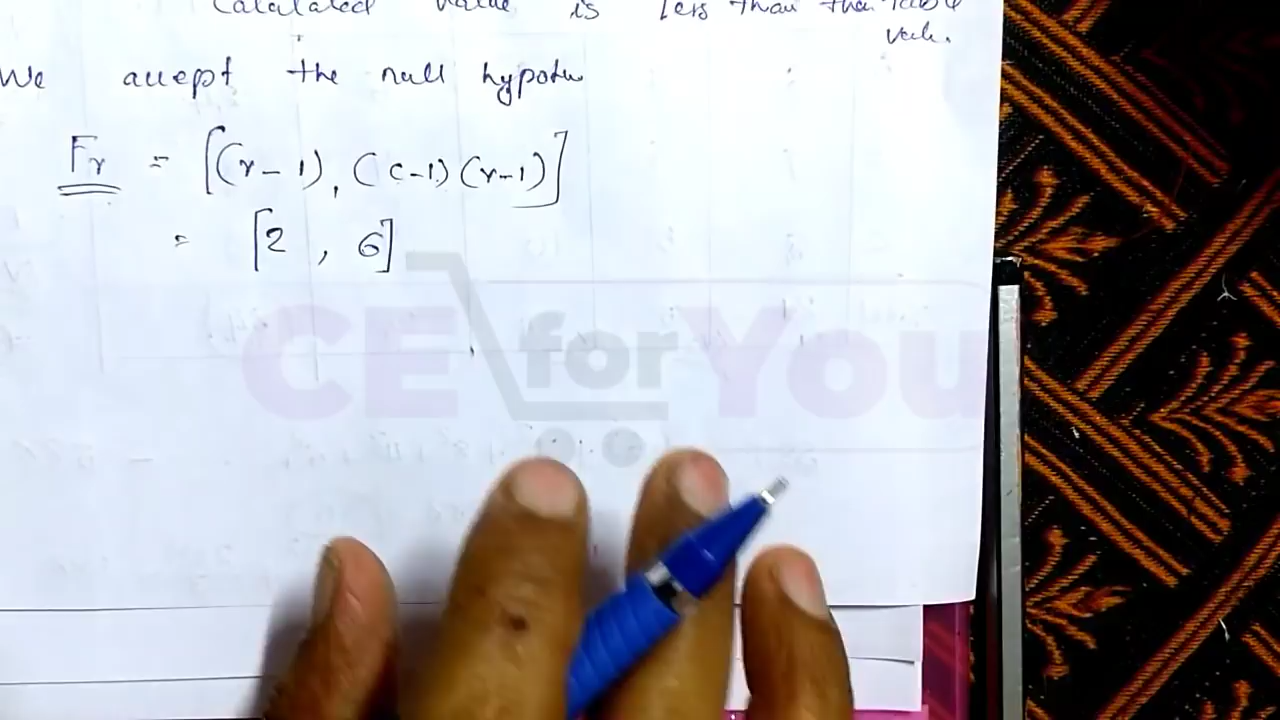 Calculated value is less than than table
value.
We accept the null hypothe
Fr = [(r-1), (c-1)(r-1)]
= [2, 6]
CE for You